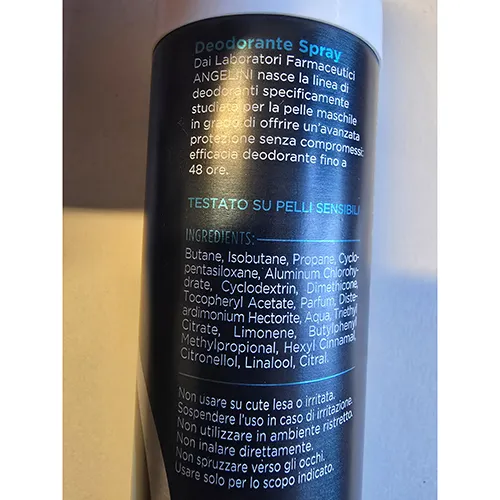 Deodorante Spray
Dai Laboratori Farmaceutici
ANGELINI nasce la linea di
deodoranti specificamente
studiata per la pelle maschile
in grado di offrire un'avanzata
protezione senza compromessi:
efficacia deodorante fino a
48 ore.
TESTATO SU PELLI SENSIBILI
INGREDIENTS:
Butane, Isobutane, Propane, Cyclo-
pentasiloxane, Aluminum Chlorohy-
drate, Cyclodextrin, Dimethicone,
Tocopheryl Acetate, Parfum, Diste-
ardimonium Hectorite, Aqua, Triethyl
Citrate, Limonene, Butylphenyl
Methylpropional, Hexyl Cinnamal,
Citronellol, Linalool, Citral.
Non usare su cute lesa o irritata.
Sospendere l'uso in caso di irritazione.
Non utilizzare in ambiente ristretto.
Non inalare direttamente.
Non spruzzare verso gli occhi.
Usare solo per lo scopo indicato.